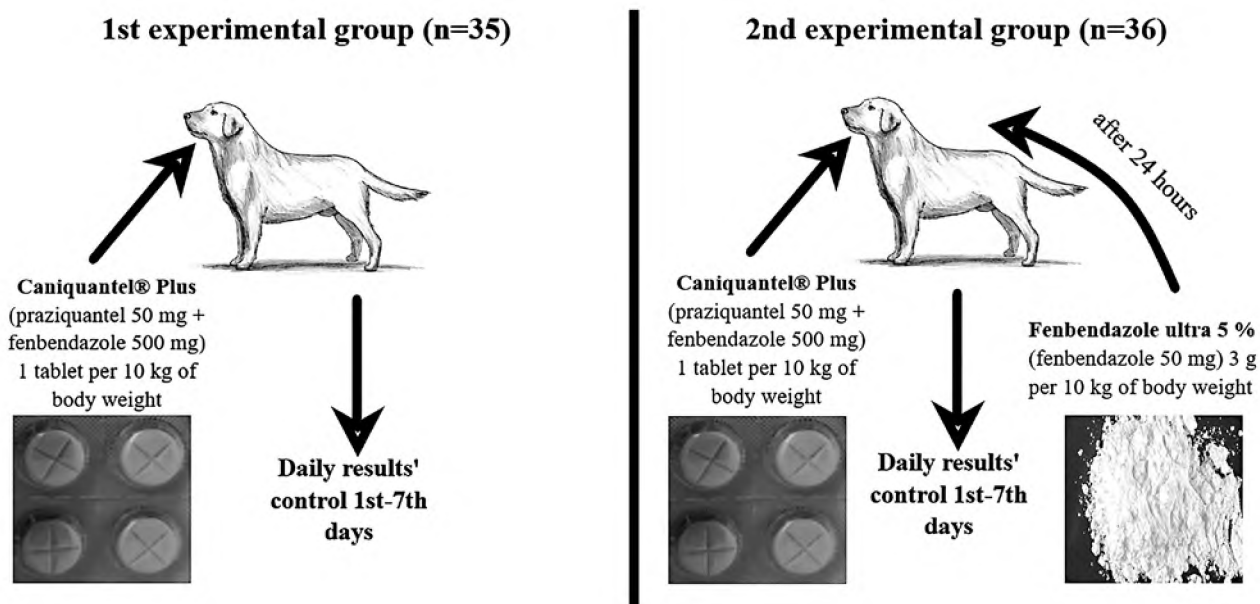 1st experimental group (n=35)
Caniquantel® Plus
(praziquantel 50 mg +
fenbendazole 500 mg)
1 tablet per 10 kg of
body weight
Daily results'
control 1st-7th
days
2nd experimental group (n=36)
after 24 hours
Caniquantel® Plus
(praziquantel 50 mg +
fenbendazole 500 mg)
1 tablet per 10 kg of
body weight
Daily results'
control 1st-7th
days
Fenbendazole ultra 5 %
(fenbendazole 50 mg) 3 g
per 10 kg of body weight